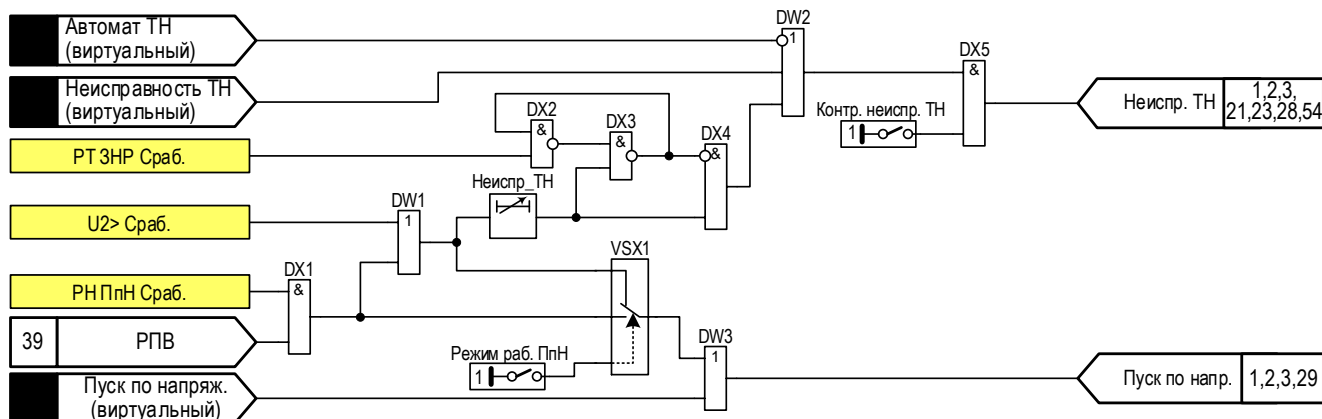 Автомат ТН
(виртуальный)
DW2
1
DX5
&
Неисправность ТН
(виртуальный)
Неиспр. ТН
1,2,3,
21,23,28,54
DX2
&
DX3
&
DX4
&
Контр. неиспр. ТН
1
РТ ЗНР Сраб.
Неиспр_ТН
DW1
1
U2> Сраб.
VSX1
DX1
&
РН ПпН Сраб.
39
РПВ
Режим раб. ПпН
1
DW3
1
Пуск по напряж.
(виртуальный)
Пуск по напр.
1,2,3,29